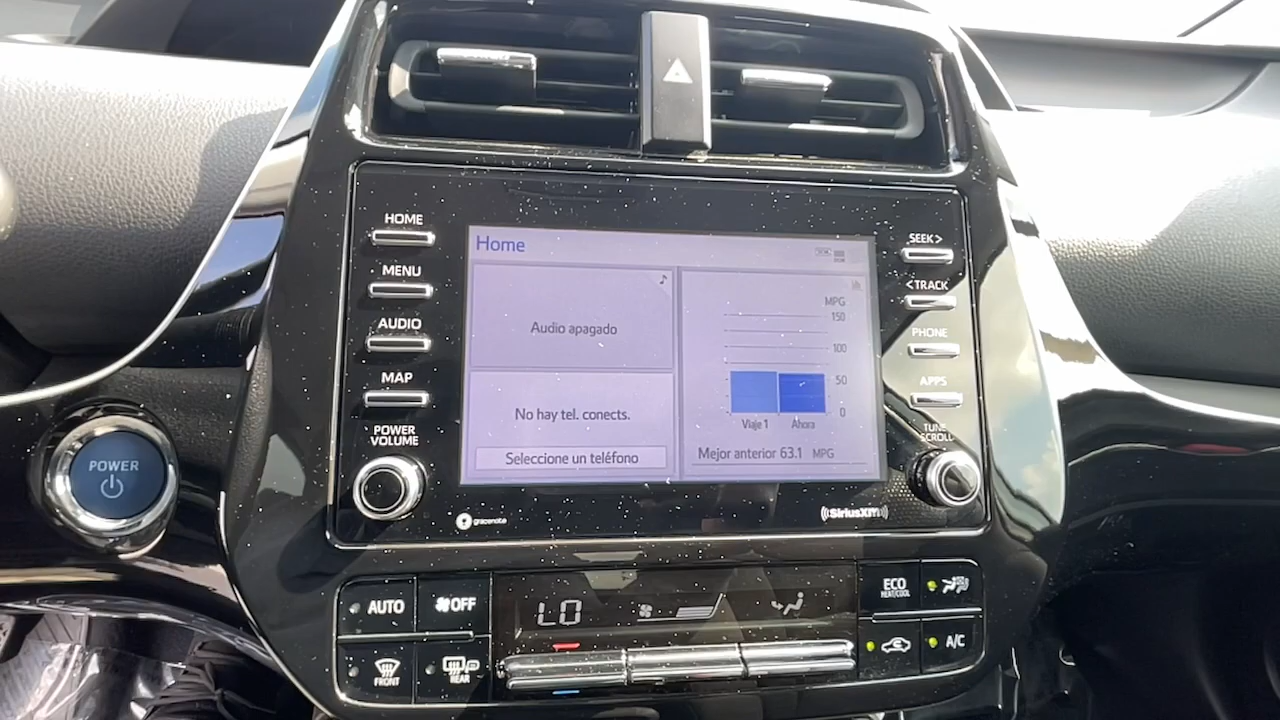 HOME
MENU
AUDIO
MAP
POWER
VOLUME
POWER
Home
Audio apagado
No hay tel. conects.
Seleccione un teléfono
MPG
150
100
50
0
Viaje 1 Ahora
Mejor anterior 63.1 MPG
SEEK >
< TRACK
PHONE
APPS
TUNE
SCROLL
gracenote
((SiriusXM))
AUTO
OFF
FRONT
REAR
LO
ECO
HEAT/COOL
A/C